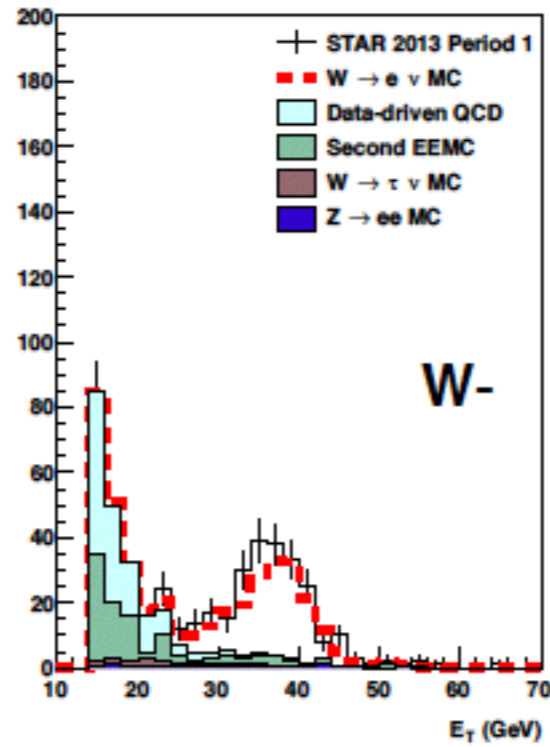 200
180
160
140
120
100
80
60
40
20
0
STAR 2013 Period 1
W → e ν MC
Data-driven QCD
Second EEMC
W → τ ν MC
Z → ee MC
W-
10 20 30 40 50 60 70
E_T (GeV)